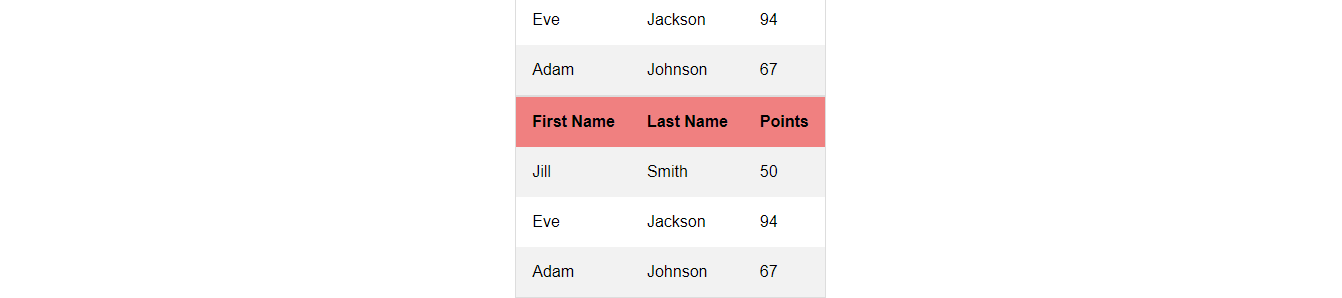 Eve Jackson 94
Adam Johnson 67
First Name Last Name Points
Jill Smith 50
Eve Jackson 94
Adam Johnson 67